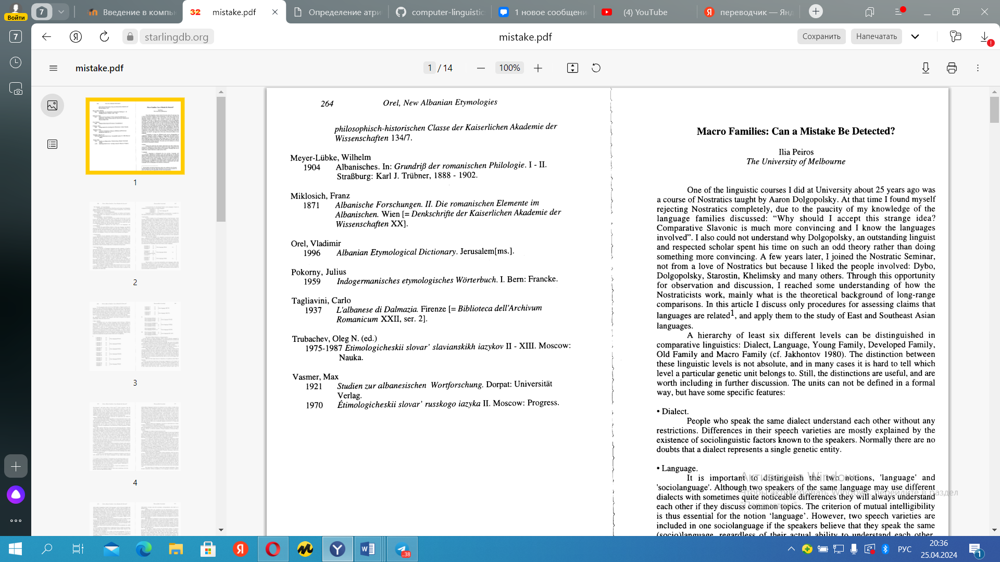 Войти
7
Введение в компь
32
mistake.pdf
Определение атри
computer-linguistic
1 новое сообщени
(4) YouTube
Я
переводчик — Янд
7
Я
starlingdb.org
mistake.pdf
Сохранить
Напечатать
mistake.pdf
1 / 14
100%
1
2
3
4
264
Orel, New Albanian Etymologies
philosophisch-historischen Classe der Kaiserlichen Akademie der
Wissenschaften 134/7.
Meyer-Lübke, Wilhelm
1904 Albanisches. In: Grundriß der romanischen Philologie. I - II.
Straßburg: Karl J. Trübner, 1888 - 1902.
Miklosich, Franz
1871 Albanische Forschungen. II. Die romanischen Elemente im
Albanischen. Wien [= Denkschrifte der Kaiserlichen Akademie der
Wissenschaften XX].
Orel, Vladimir
1996 Albanian Etymological Dictionary. Jerusalem[ms.].
Pokorny, Julius
1959 Indogermanisches etymologisches Wörterbuch. I. Bern: Francke.
Tagliavini, Carlo
1937 L'albanese di Dalmazia. Firenze [= Biblioteca dell'Archivum
Romanicum XXII, ser. 2].
Trubachev, Oleg N. (ed.)
1975-1987 Etimologicheskii slovar' slavianskikh iazykov II - XIII. Moscow:
Nauka.
Vasmer, Max
1921 Studien zur albanesischen Wortforschung. Dorpat: Universität
Verlag.
1970 Étimologicheskii slovar' russkogo iazyka II. Moscow: Progress.
Macro Families: Can a Mistake Be Detected?
Ilia Peiros
The University of Melbourne
One of the linguistic courses I did at University about 25 years ago was
a course of Nostratics taught by Aaron Dolgopolsky. At that time I found myself
rejecting Nostratics completely, due to the paucity of my knowledge of the
language families discussed: “Why should I accept this strange idea?
Comparative Slavonic is much more convincing and I know the languages
involved”. I also could not understand why Dolgopolsky, an outstanding linguist
and respected scholar spent his time on such an odd theory rather than doing
something more convincing. A few years later, I joined the Nostratic Seminar,
not from a love of Nostratics but because I liked the people involved: Dybo,
Dolgopolsky, Starostin, Khelimsky and many others. Through this opportunity
for observation and discussion, I reached some understanding of how the
Nostraticists work, mainly what is the theoretical background of long-range
comparisons. In this article I discuss only procedures for assessing claims that
languages are related1, and apply them to the study of East and Southeast Asian
languages.
A hierarchy of least six different levels can be distinguished in
comparative linguistics: Dialect, Language, Young Family, Developed Family,
Old Family and Macro Family (cf. Jakhontov 1980). The distinction between
these linguistic levels is not absolute, and in many cases it is hard to tell which
level a particular genetic unit belongs to. Still, the distinctions are useful, and are
worth including in further discussion. The units can not be defined in a formal
way, but have some specific features:
• Dialect.
People who speak the same dialect understand each other without any
restrictions. Differences in their speech varieties are mostly explained by the
existence of sociolinguistic factors known to the speakers. Normally there are no
doubts that a dialect represents a single genetic entity.
• Language.
It is important to distinguish the two notions, 'language' and
'sociolanguage'. Although two speakers of the same language may use different
dialects with sometimes quite noticeable differences they will always understand
each other if they discuss common topics. The criterion of mutual intelligibility
is thus essential for the notion ‘language’. However, two speech varieties are
included in one sociolanguage if the speakers believe that they speak the same
(socio)language, regardless of their actual ability to understand each other.
Активация Windows
Чтобы активировать Windows, перейдите в раздел
"Параметры".
Я
W
..38
РУС
20:36
25.04.2024
1